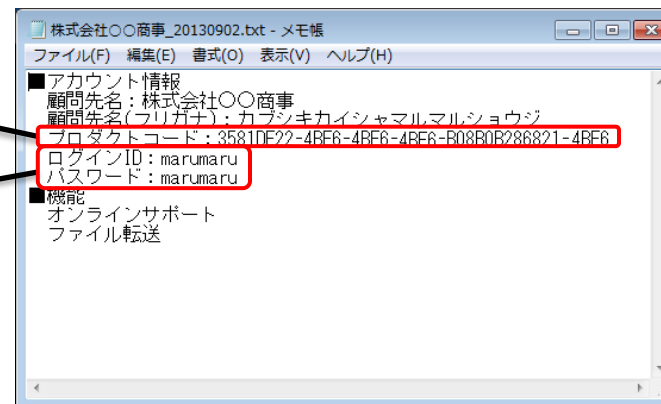 株式会社○○商事_20130902.txt - メモ帳
ファイル(F) 編集(E) 書式(O) 表示(V) ヘルプ(H)
■アカウント情報
顧問先名：株式会社○○商事
顧問先名(フリガナ)：カブシキカイシャマルマルショウジ
プロダクトコード：3581DF22-4BF6-4BF6-4BF6-B08B0B286821-4BF6
ログインID：marumaru
パスワード：marumaru
■機能
オンラインサポート
ファイル転送